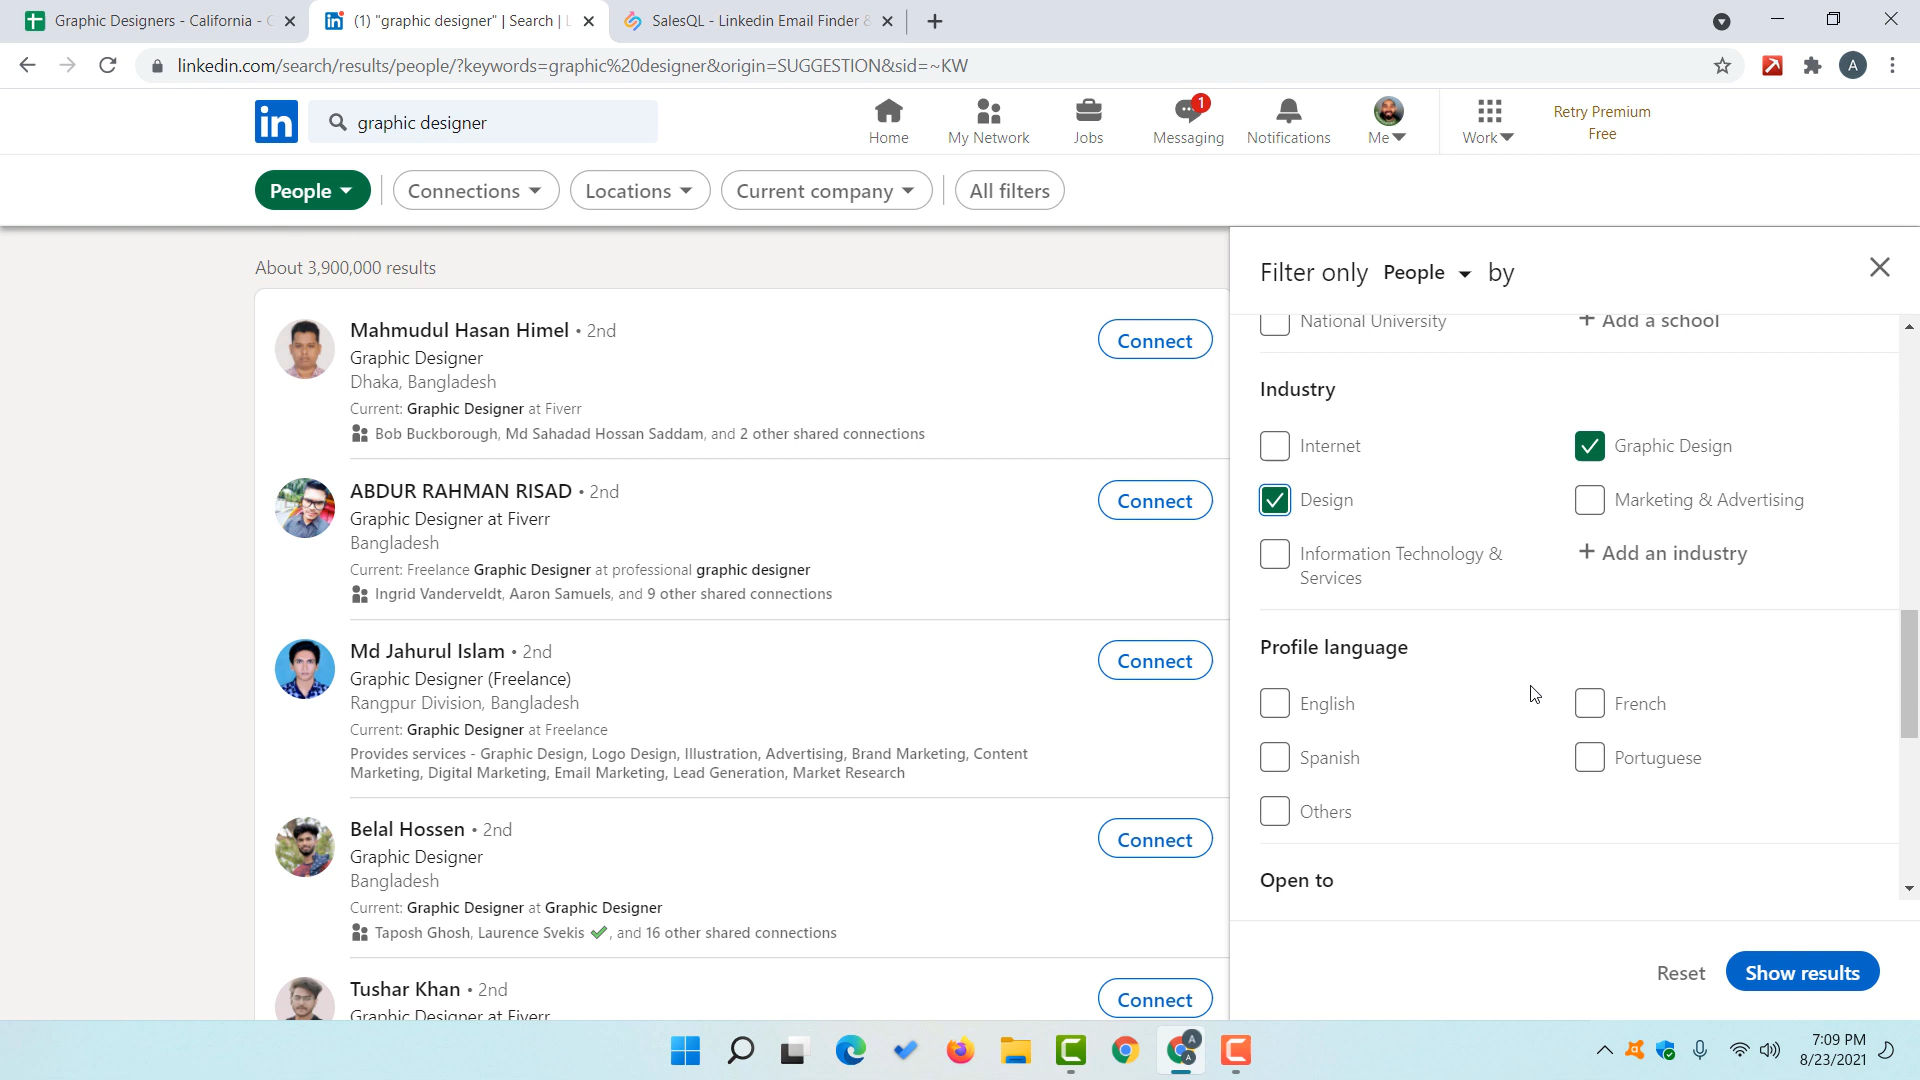 Graphic Designers - California -
(1) "graphic designer" | Search |
SalesQL - Linkedin Email Finder &
linkedin.com/search/results/people/?keywords=graphic%20designer&origin=SUGGESTION&sid=~KW
A
in
graphic designer
Home
My Network
Jobs
1
Messaging
Notifications
Me
Work
Retry Premium
Free
People
Connections
Locations
Current company
All filters
About 3,900,000 results
Mahmudul Hasan Himel • 2nd
Graphic Designer
Dhaka, Bangladesh
Current: Graphic Designer at Fiverr
Bob Buckborough, Md Sahadad Hossan Saddam, and 2 other shared connections
Connect
ABDUR RAHMAN RISAD • 2nd
Graphic Designer at Fiverr
Bangladesh
Current: Freelance Graphic Designer at professional graphic designer
Ingrid Vanderveldt, Aaron Samuels, and 9 other shared connections
Connect
Md Jahurul Islam • 2nd
Graphic Designer (Freelance)
Rangpur Division, Bangladesh
Current: Graphic Designer at Freelance
Provides services - Graphic Design, Logo Design, Illustration, Advertising, Brand Marketing, Content
Marketing, Digital Marketing, Email Marketing, Lead Generation, Market Research
Connect
Belal Hossen • 2nd
Graphic Designer
Bangladesh
Current: Graphic Designer at Graphic Designer
Taposh Ghosh, Laurence Svekis ✔, and 16 other shared connections
Connect
Tushar Khan • 2nd
Graphic Designer at Fiverr
Connect
Filter only People by
National University
+ Add a school
Industry
Internet
Graphic Design
Design
Marketing & Advertising
Information Technology &
Services
+ Add an industry
Profile language
English
French
Spanish
Portuguese
Others
Open to
Reset
Show results
A
A
7:09 PM
8/23/2021